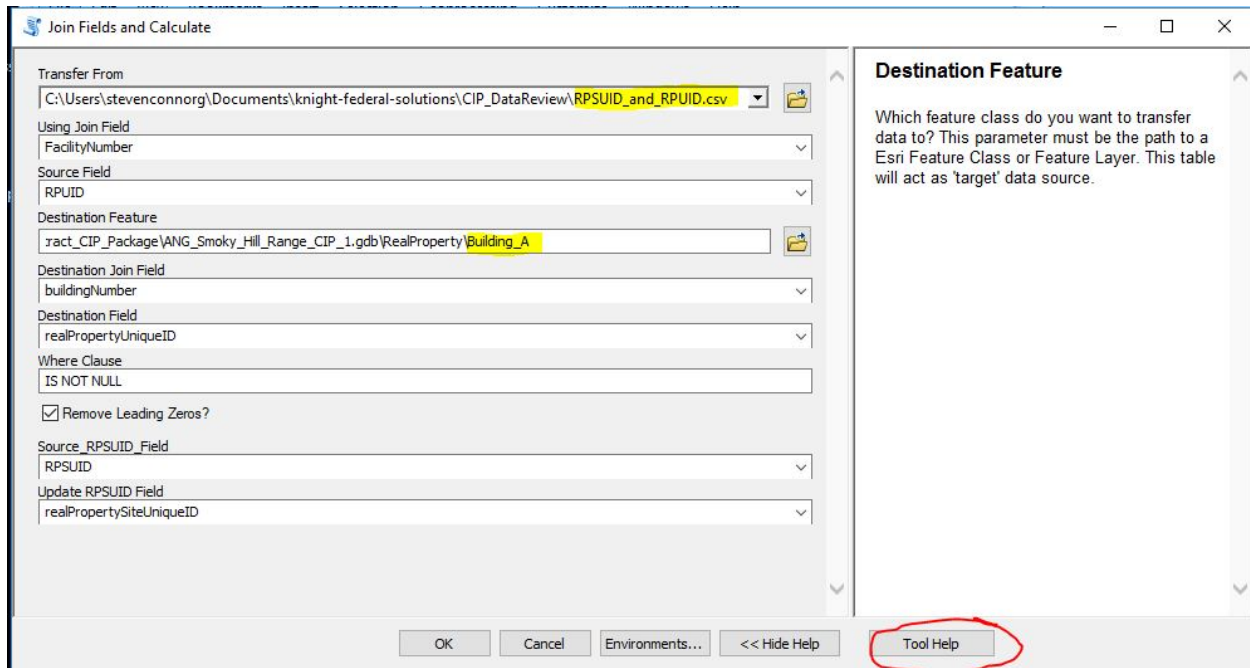 Join Fields and Calculate
Transfer From
C:\Users\stevenconnorg\Documents\knight-federal-solutions\CIP_DataReview\RPSUID_and_RPUID.csv
Using Join Field
FacilityNumber
Source Field
RPUID
Destination Feature
:ract_CIP_Package\ANG_Smoky_Hill_Range_CIP_1.gdb\RealProperty\Building_A
Destination Join Field
buildingNumber
Destination Field
realPropertyUniqueID
Where Clause
IS NOT NULL
Remove Leading Zeros?
Source_RPSUID_Field
RPSUID
Update RPSUID Field
realPropertySiteUniqueID
Destination Feature
Which feature class do you want to transfer
data to? This parameter must be the path to a
Esri Feature Class or Feature Layer. This table
will act as 'target' data source.
OK
Cancel
Environments...
<< Hide Help
Tool Help